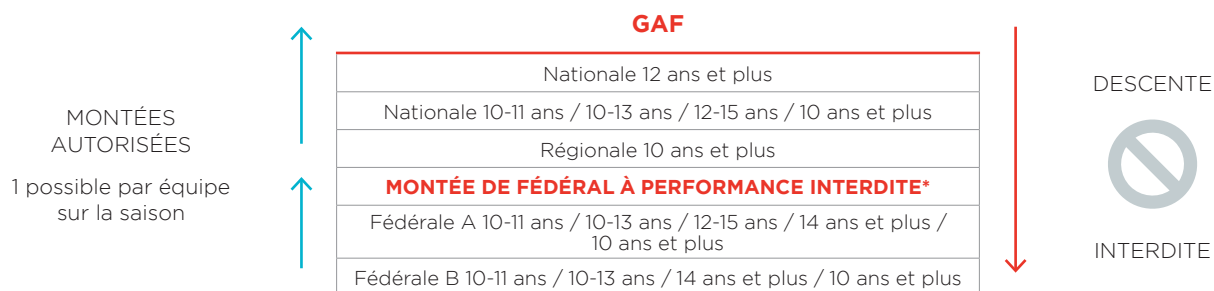 GAF
MONTÉES
AUTORISÉES
1 possible par équipe
sur la saison
Nationale 12 ans et plus
Nationale 10-11 ans / 10-13 ans / 12-15 ans / 10 ans et plus
Régionale 10 ans et plus
MONTÉE DE FÉDÉRAL À PERFORMANCE INTERDITE*
Fédérale A 10-11 ans / 10-13 ans / 12-15 ans / 14 ans et plus /
10 ans et plus
Fédérale B 10-11 ans / 10-13 ans / 14 ans et plus / 10 ans et plus
DESCENTE
INTERDITE